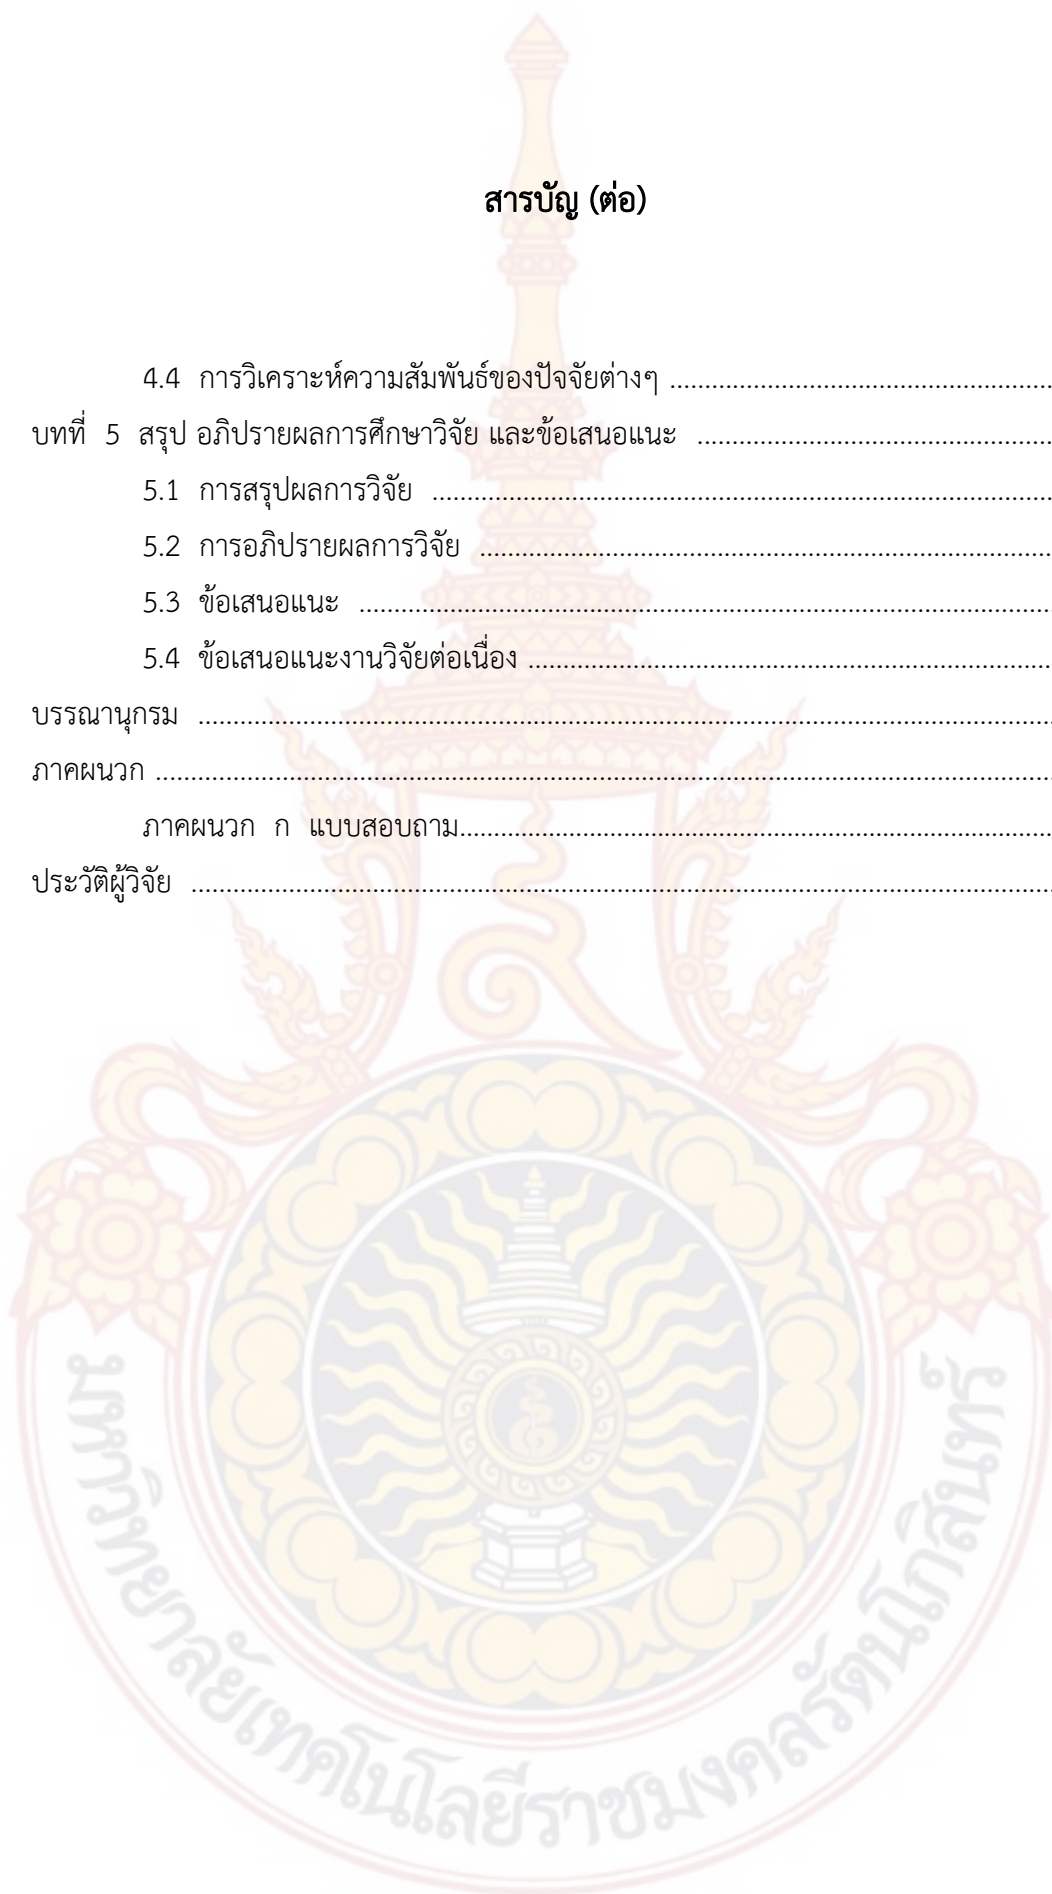 สารบัญ (ต่อ)
4.4 การวิเคราะห์ความสัมพันธ์ของปัจจัยต่างๆ ......................................................
บทที่ 5 สรุป อภิปรายผลการศึกษาวิจัย และข้อเสนอแนะ ..................................................
5.1 การสรุปผลการวิจัย ........................................................................................
5.2 การอภิปรายผลการวิจัย .................................................................................
5.3 ข้อเสนอแนะ ..................................................................................................
5.4 ข้อเสนอแนะงานวิจัยต่อเนื่อง ..........................................................................
บรรณานุกรม .........................................................................................................................
ภาคผนวก ...............................................................................................................................
ภาคผนวก ก แบบสอบถาม....................................................................................
ประวัติผู้วิจัย ..........................................................................................................................
มหาวิทยาลัยเทคโนโลยีราชมงคลรัตนโกสินทร์